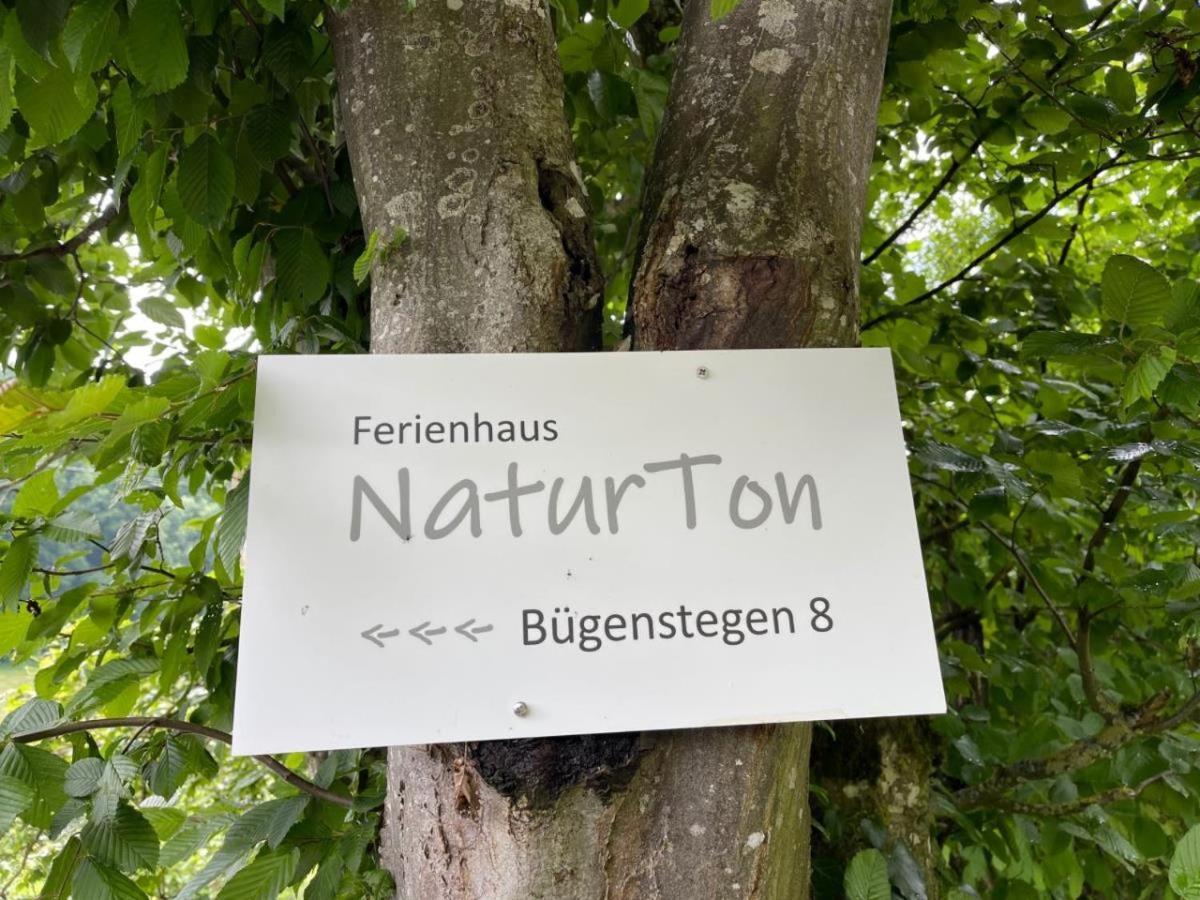 Ferienhaus
NaturTon
<<< Bügenstegen 8